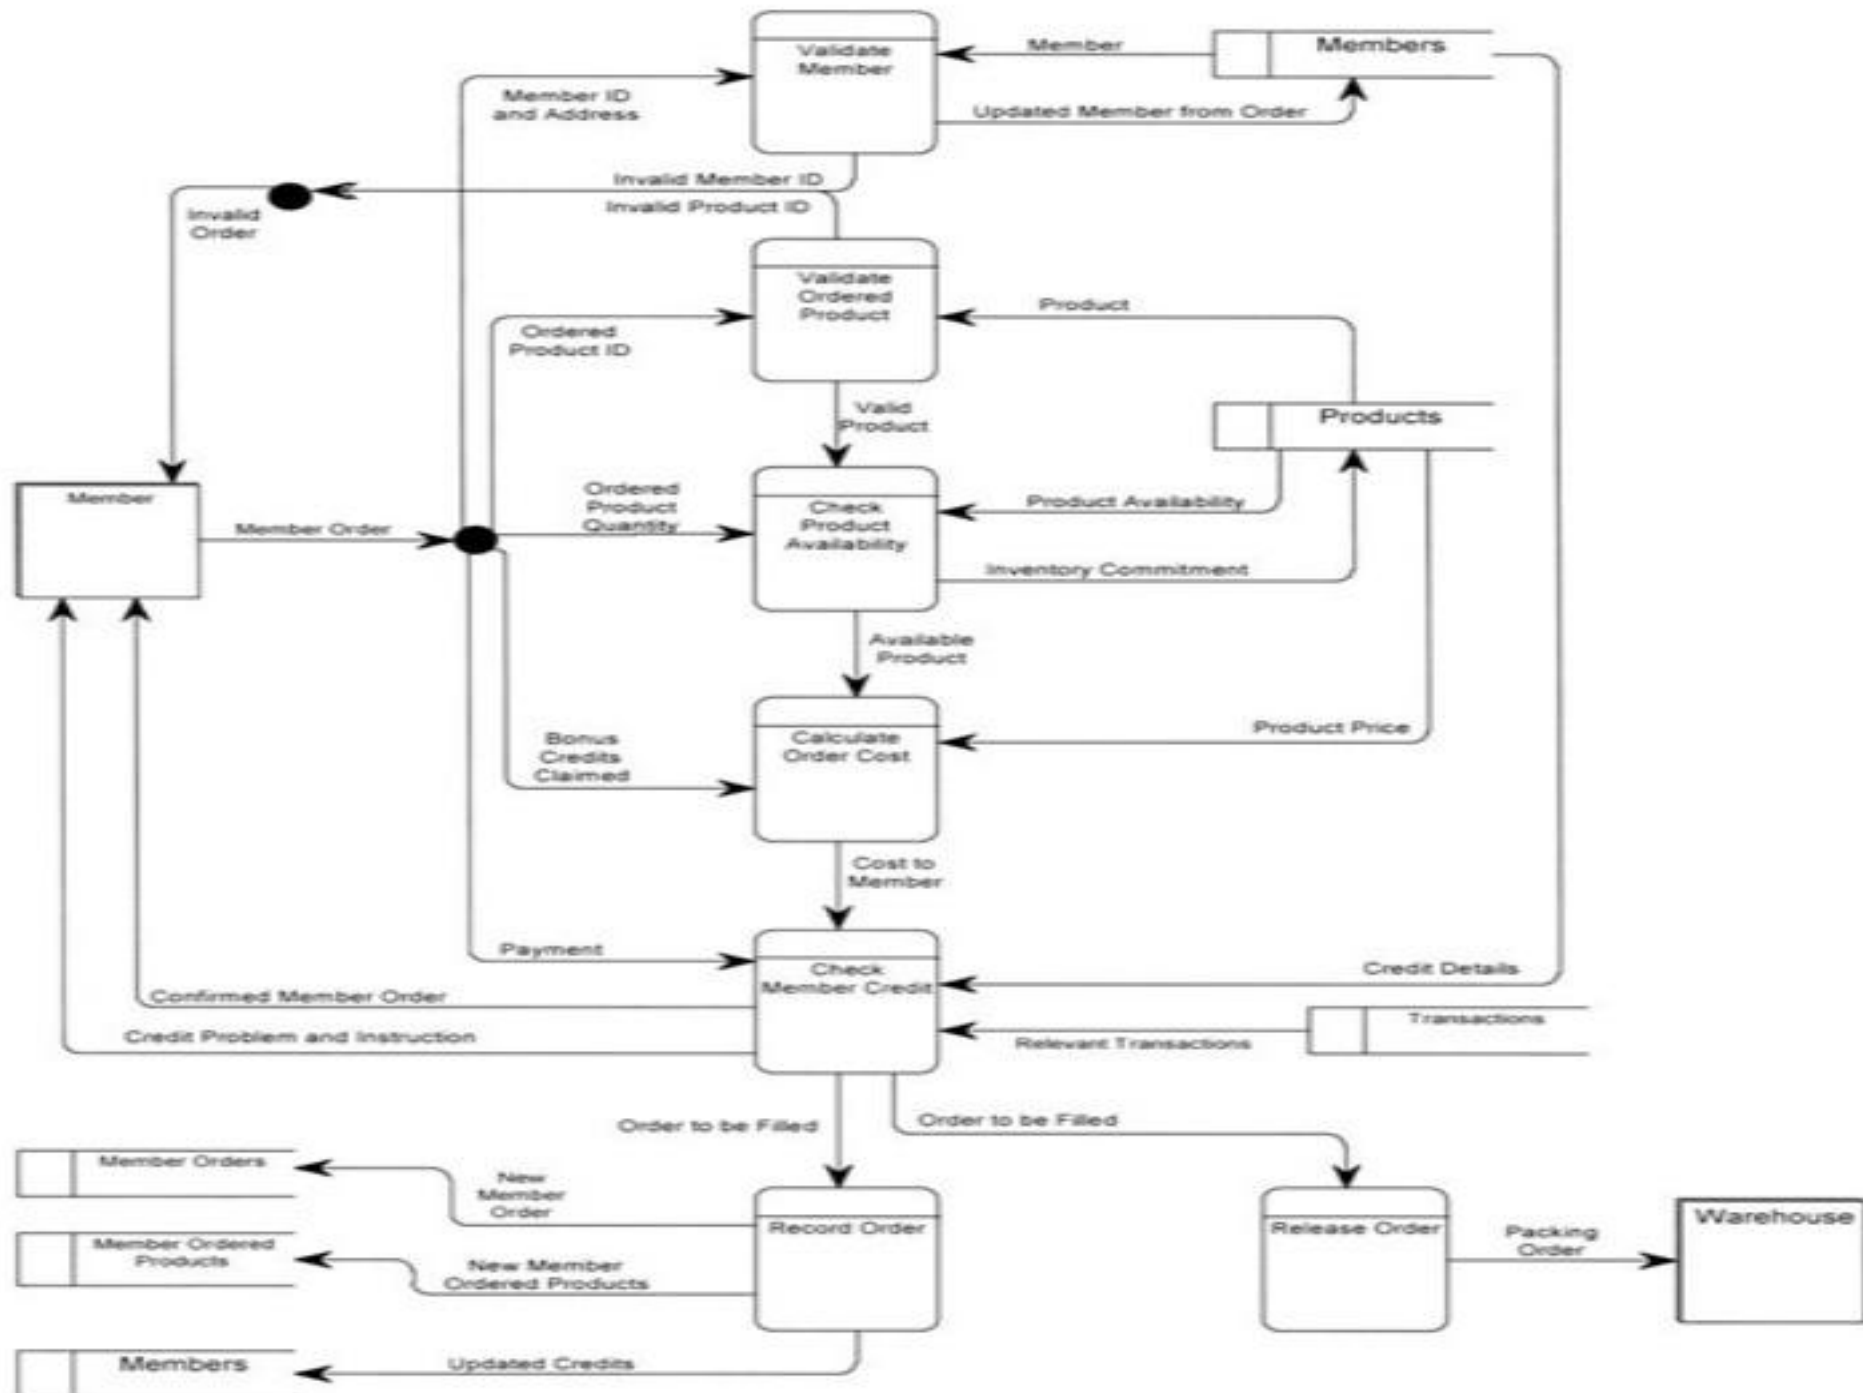 Validate
Member
Member
Members
Member ID
and Address
Updated Member from Order
Invalid Member ID
Invalid Product ID
Invalid
Order
Validate
Ordered
Product
Product
Ordered
Product ID
Valid
Product
Products
Member
Member Order
Ordered
Product
Quantity
Check
Product
Availability
Product Availability
Inventory Commitment
Available
Product
Bonus
Credits
Claimed
Calculate
Order Cost
Product Price
Cost to
Member
Payment
Check
Member Credit
Credit Details
Confirmed Member Order
Transactions
Credit Problem and Instruction
Relevant Transactions
Order to be Filled
Order to be Filled
Member Orders
New
Member
Order
Record Order
Release Order
Packing
Order
Warehouse
Member Ordered
Products
New Member
Ordered Products
Members
Updated Credits